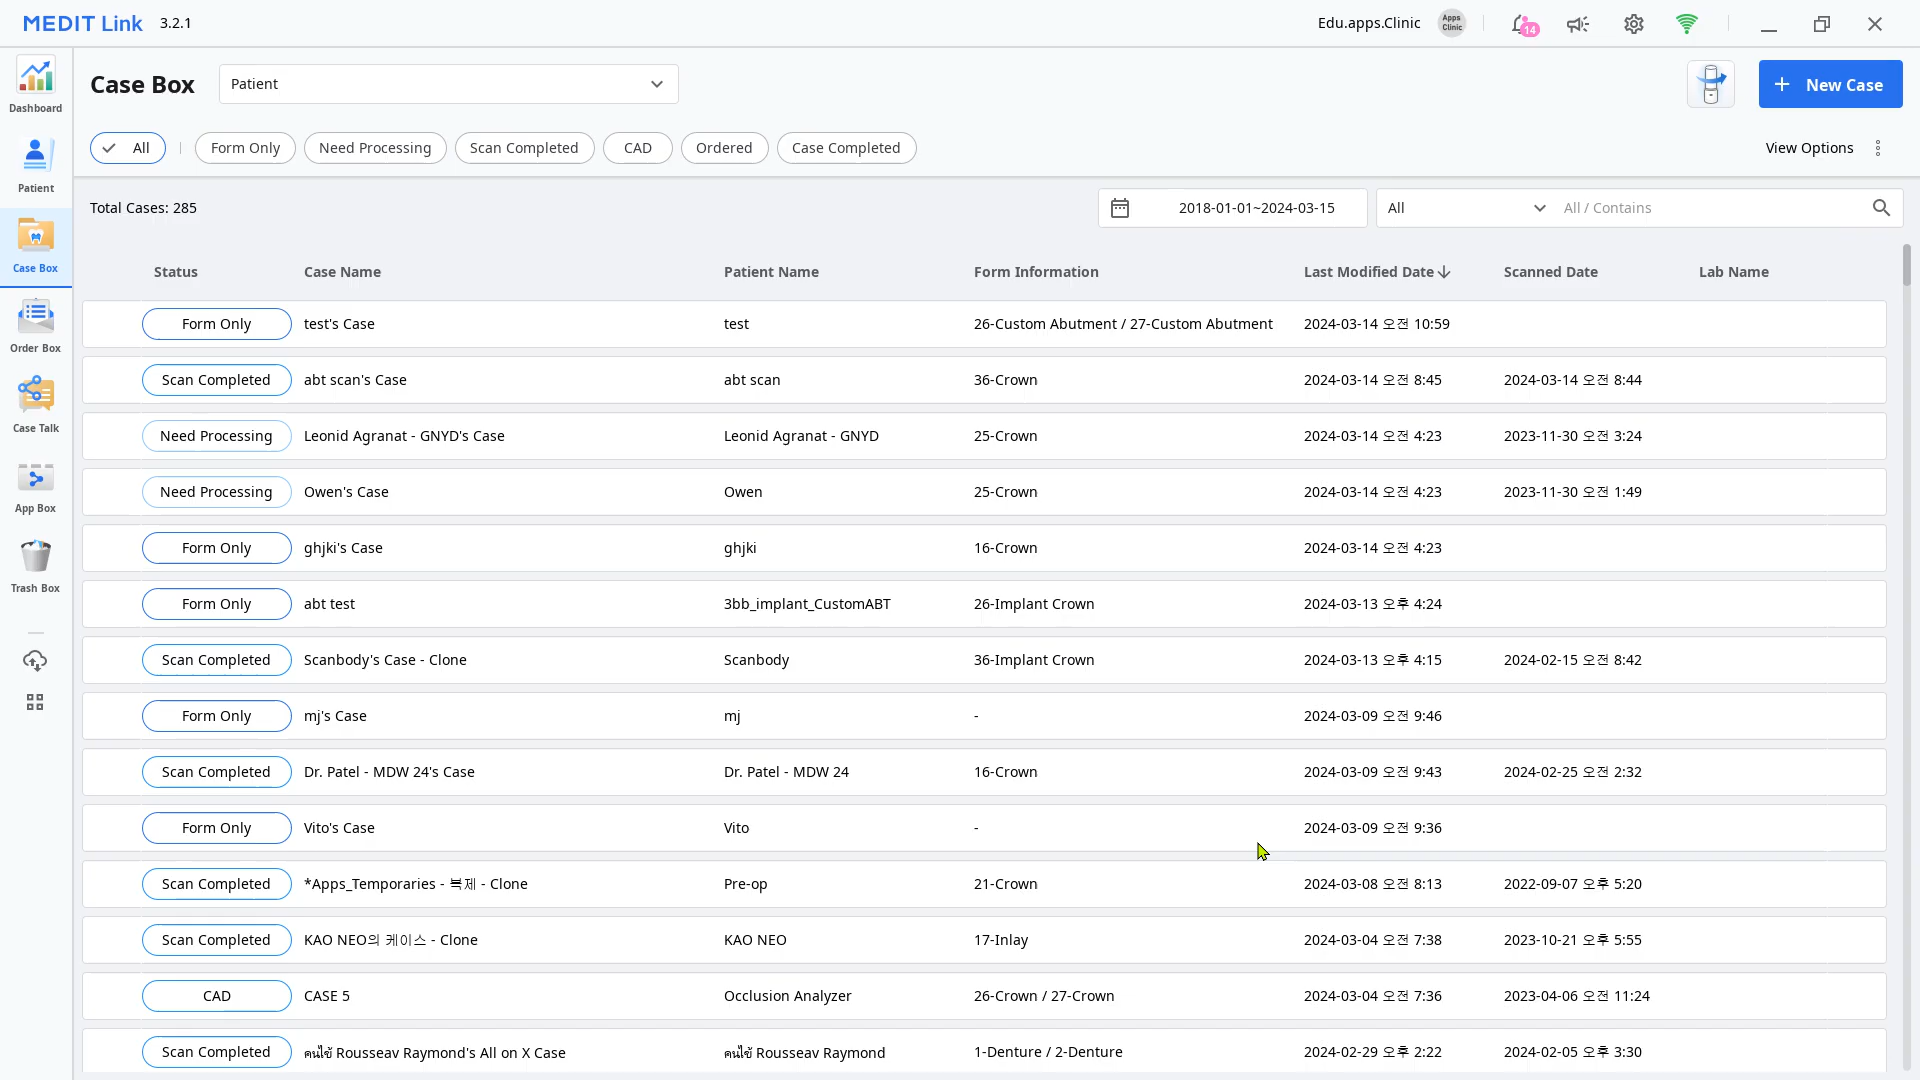 MEDIT Link 3.2.1 Edu.apps.Clinic Apps Clinic 14
Dashboard
Patient
Case Box
Order Box
Case Talk
App Box
Trash Box
Case Box Patient New Case
All Form Only Need Processing Scan Completed CAD Ordered Case Completed View Options
Total Cases: 285 2018-01-01~2024-03-15 All All / Contains
Status Case Name Patient Name Form Information Last Modified Date Scanned Date Lab Name
Form Only test's Case test 26-Custom Abutment / 27-Custom Abutment 2024-03-14 오전 10:59
Scan Completed abt scan's Case abt scan 36-Crown 2024-03-14 오전 8:45 2024-03-14 오전 8:44
Need Processing Leonid Agranat - GNYD's Case Leonid Agranat - GNYD 25-Crown 2024-03-14 오전 4:23 2023-11-30 오전 3:24
Need Processing Owen's Case Owen 25-Crown 2024-03-14 오전 4:23 2023-11-30 오전 1:49
Form Only ghjki's Case ghjki 16-Crown 2024-03-14 오전 4:23
Form Only abt test 3bb_implant_CustomABT 26-Implant Crown 2024-03-13 오후 4:24
Scan Completed Scanbody's Case - Clone Scanbody 36-Implant Crown 2024-03-13 오후 4:15 2024-02-15 오전 8:42
Form Only mj's Case mj - 2024-03-09 오전 9:46
Scan Completed Dr. Patel - MDW 24's Case Dr. Patel - MDW 24 16-Crown 2024-03-09 오전 9:43 2024-02-25 오전 2:32
Form Only Vito's Case Vito - 2024-03-09 오전 9:36
Scan Completed *Apps_Temporaries - 복제 - Clone Pre-op 21-Crown 2024-03-08 오전 8:13 2022-09-07 오후 5:20
Scan Completed KAO NEO의 케이스 - Clone KAO NEO 17-Inlay 2024-03-04 오전 7:38 2023-10-21 오후 5:55
CAD CASE 5 Occlusion Analyzer 26-Crown / 27-Crown 2024-03-04 오전 7:36 2023-04-06 오전 11:24
Scan Completed คนไข้ Rousseav Raymond's All on X Case คนไข้ Rousseav Raymond 1-Denture / 2-Denture 2024-02-29 오후 2:22 2024-02-05 오후 3:30